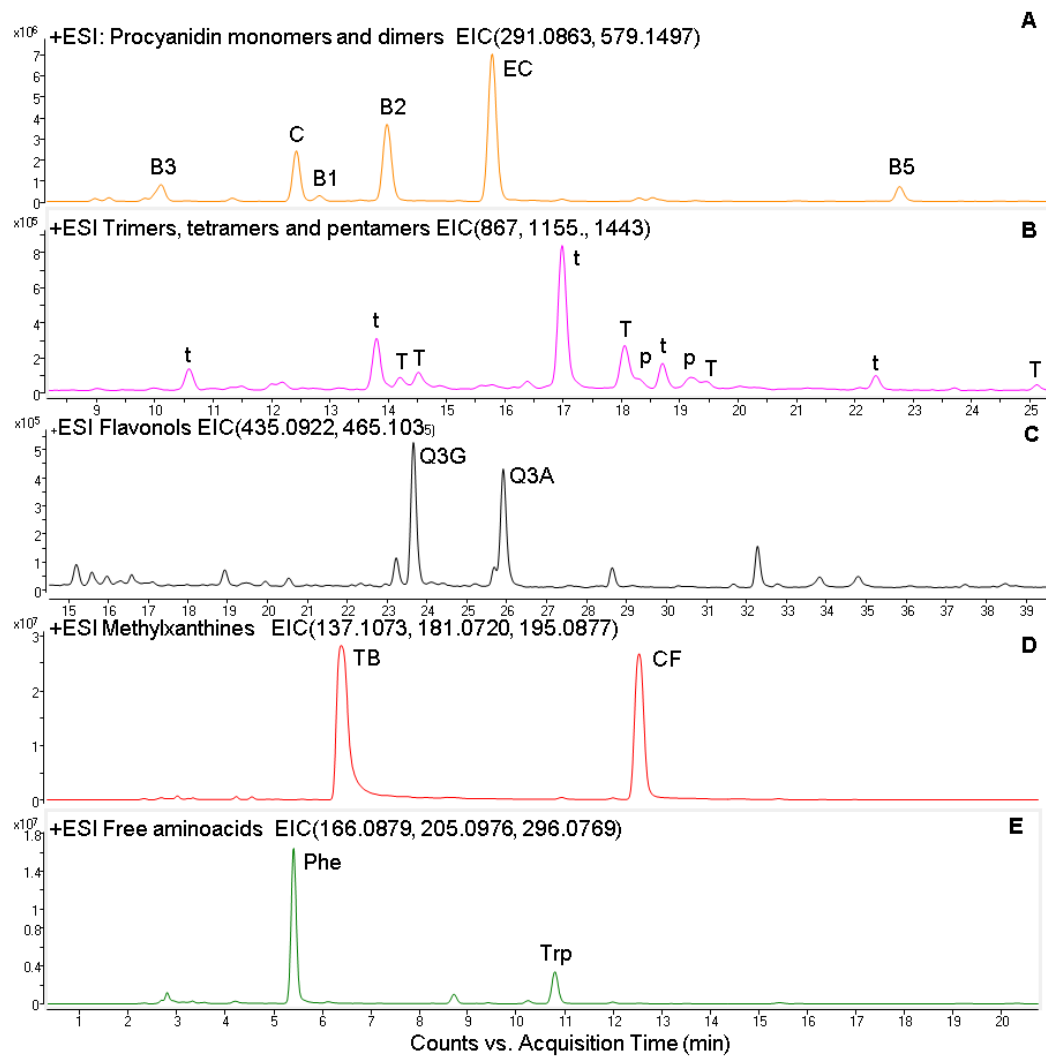 A
x10⁶ +ESI: Procyanidin monomers and dimers EIC(291.0863, 579.1497)
7
6
5
4
3
2
1
0
B3
C
B1
B2
EC
B5
B
x10⁵ +ESI Trimers, tetramers and pentamers EIC(867, 1155., 1443)
8
6
4
2
0
t
t
T
T
t
T
p
t
p
T
t
T
9 10 11 12 13 14 15 16 17 18 19 20 21 22 23 24 25
C
x10⁵ +ESI Flavonols EIC(435.0922, 465.1035)
5
4
3
2
1
0
Q3G
Q3A
15 16 17 18 19 20 21 22 23 24 25 26 27 28 29 30 31 32 33 34 35 36 37 38 39
D
x10⁷ +ESI Methylxanthines EIC(137.1073, 181.0720, 195.0877)
3
2
1
0
TB
CF
E
x10⁷ +ESI Free aminoacids EIC(166.0879, 205.0976, 296.0769)
1.8
1.4
1
0.8
0.4
0
Phe
Trp
1 2 3 4 5 6 7 8 9 10 11 12 13 14 15 16 17 18 19 20
Counts vs. Acquisition Time (min)